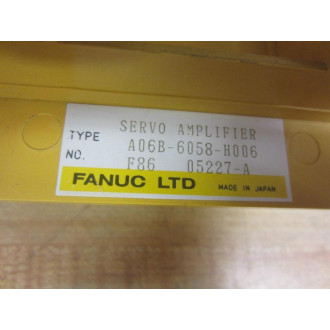 TYPE SERVO AMPLIFIER
A06B-6058-H006
NO. F86 05227-A
FANUC LTD MADE IN JAPAN